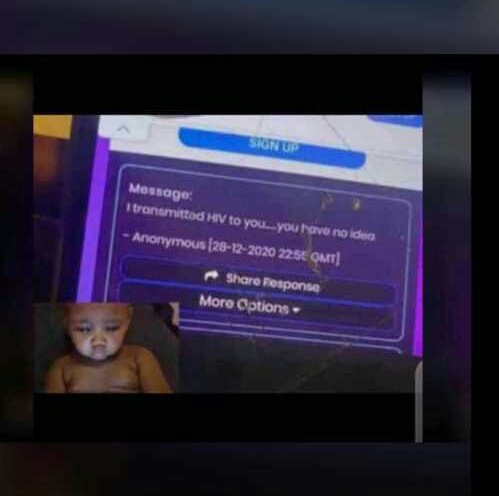 SIGN UP
Message:
I transmitted HIV to you....you have no idea
- Anonymous [28-12-2020 22:55 GMT]
Share Response
More Options